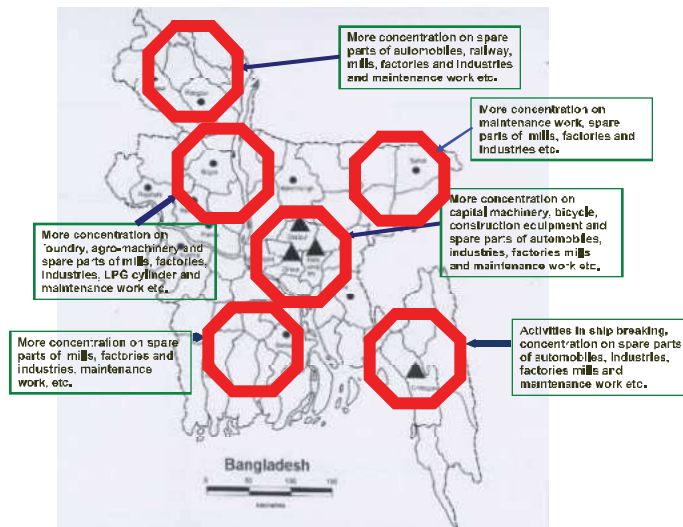 More concentration on spare
parts of automobiles, railway,
mills, factories and industries
and maintenance work etc.
More concentration on
maintenance work, spare
parts of mills, factories and
industries etc.
More concentration on
capital machinery, bicycle,
construction equipment and
spare parts of automobiles,
industries, factories mills
and maintenance work etc.
More concentration on
foundry, agro-machinery and
spare parts of mills, factories,
industries, LPG cylinder and
maintenance work etc.
More concentration on spare
parts of mills, factories and
industries, maintenance
work, etc.
Activities in ship breaking,
concentration on spare parts
of automobiles, industries,
factories mills and
maintenance work etc.
Bangladesh